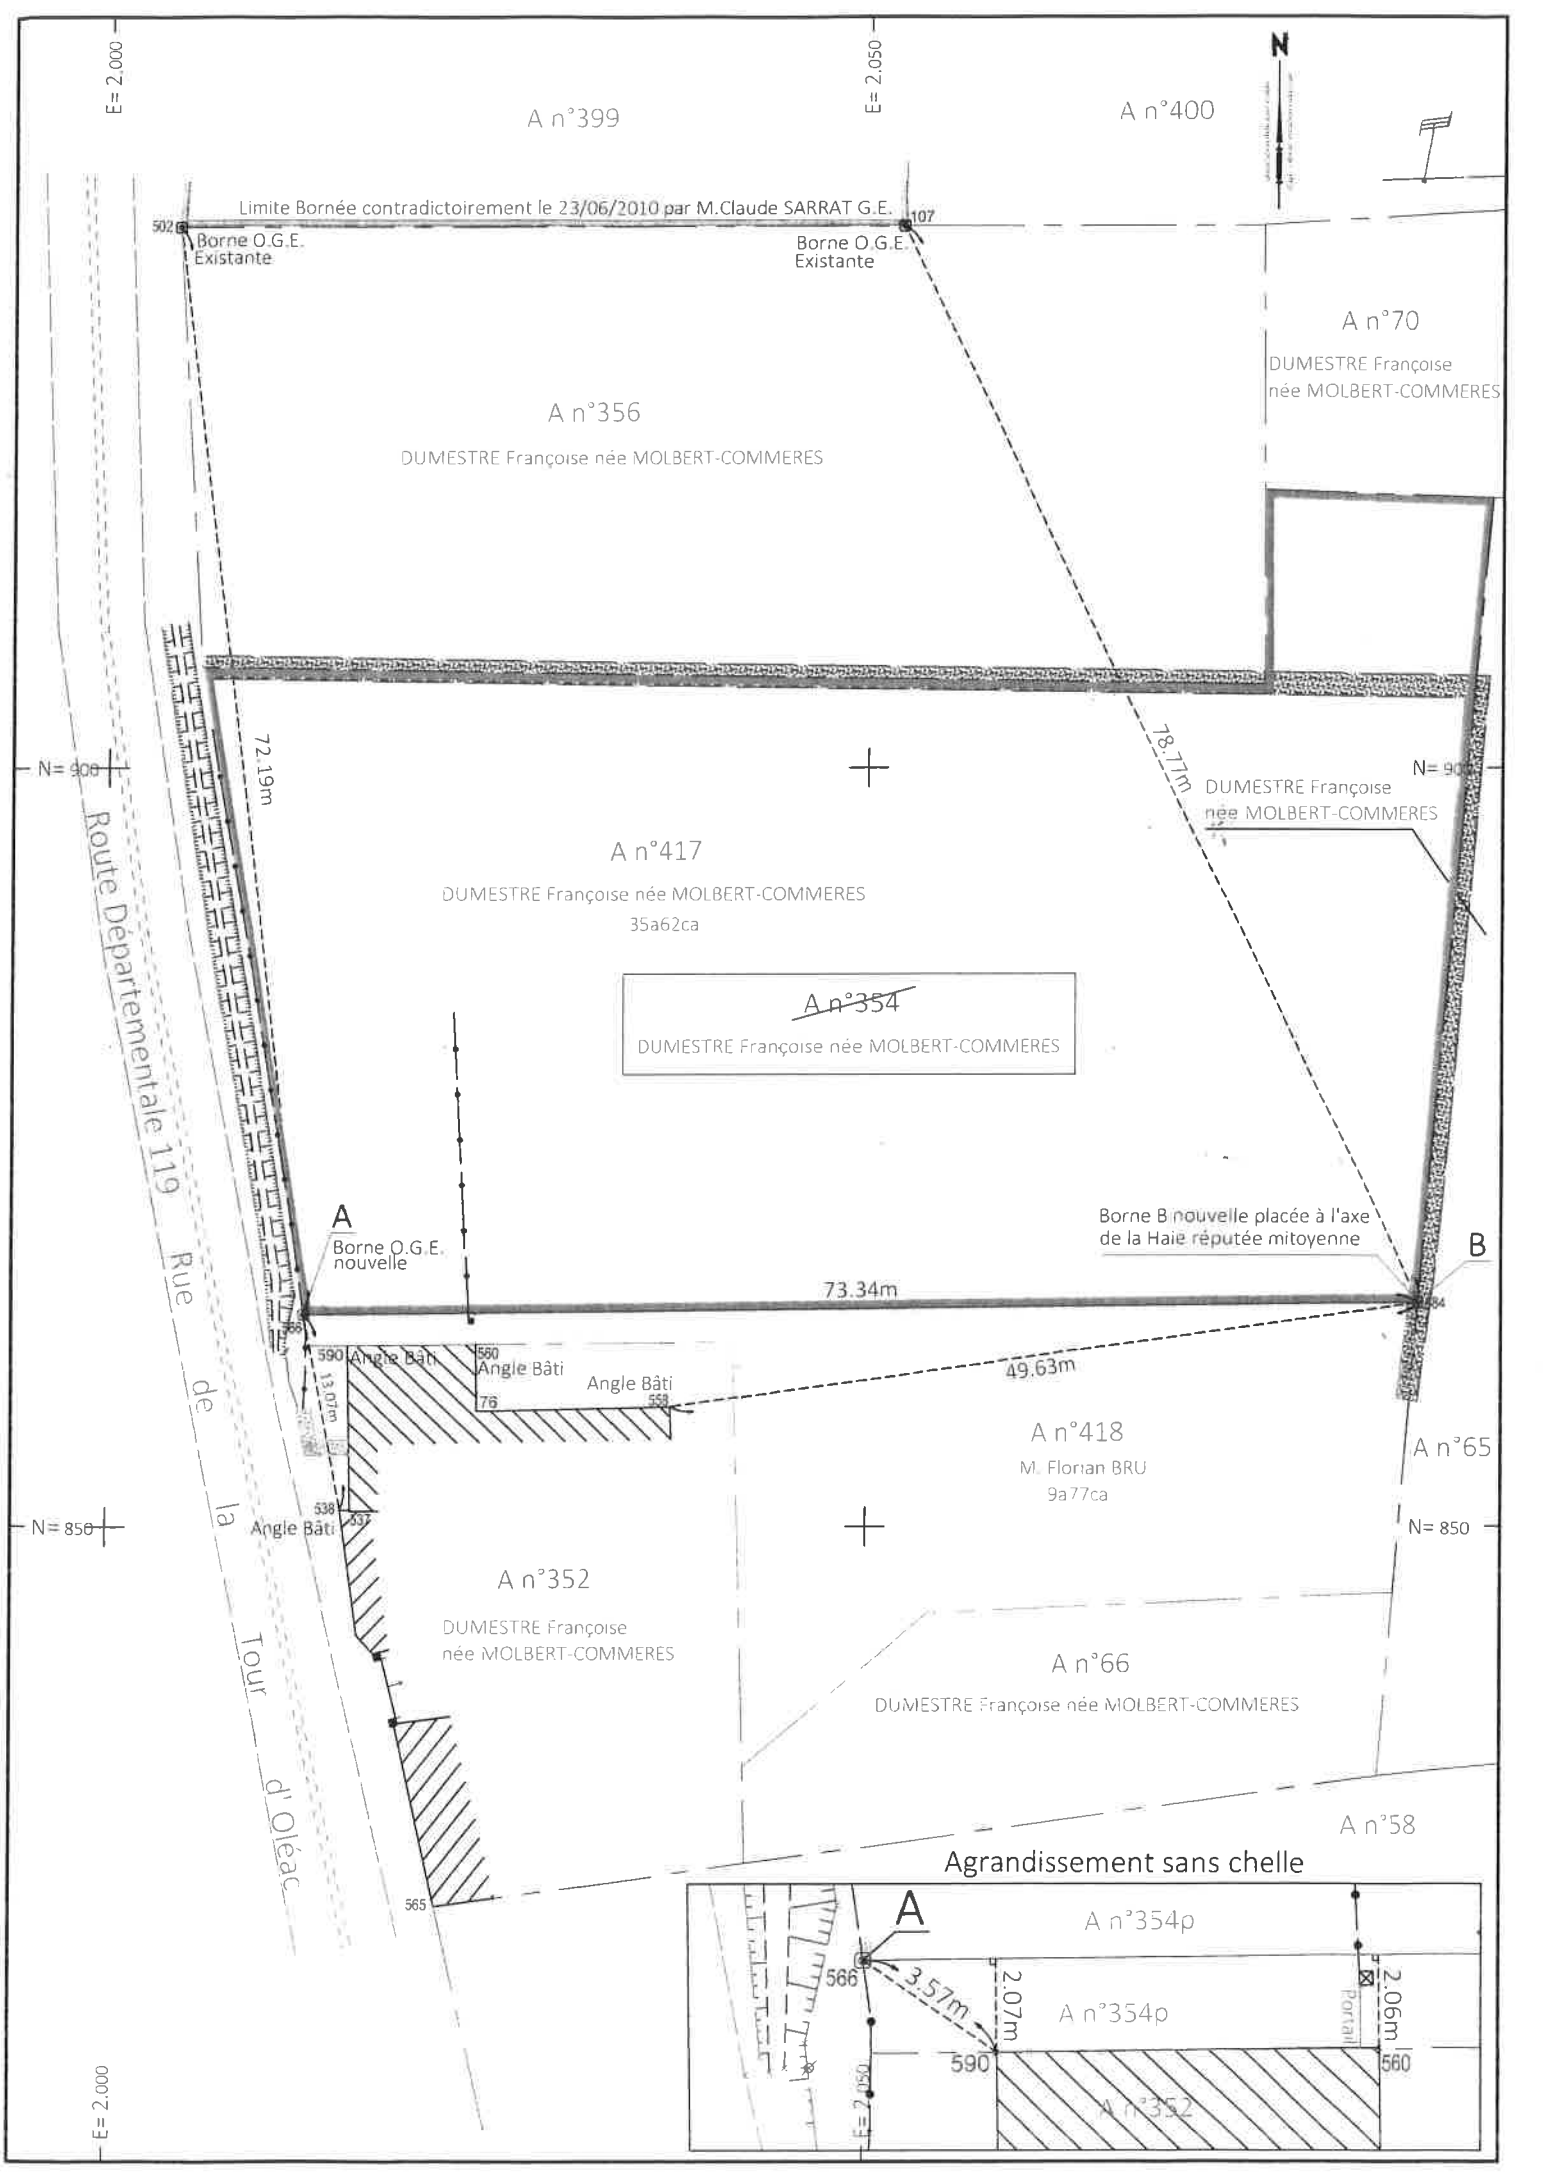 E= 2.000
E= 2.050
N
A n°399
A n°400
Limite Bornée contradictoirement le 23/06/2010 par M.Claude SARRAT G.E.
107
502
Borne O.G.E.
Existante
Borne O.G.E.
Existante
A n°70
DUMESTRE Françoise
née MOLBERT-COMMERES
A n°356
DUMESTRE Françoise née MOLBERT-COMMERES
72.19m
78.77m
N= 900
N= 900
DUMESTRE Françoise
née MOLBERT-COMMERES
A n°417
DUMESTRE Françoise née MOLBERT-COMMERES
35a62ca
A n°354
DUMESTRE Françoise née MOLBERT-COMMERES
Route Départementale 119 Rue de la Tour d'Oléac
A
Borne O.G.E.
nouvelle
Borne B nouvelle placée à l'axe
de la Haie réputée mitoyenne
B
73.34m
590
Angle Bâti
560
Angle Bâti
Angle Bâti
76
558
13.07m
49.63m
A n°418
M. Florian BRU
9a77ca
A n°65
538
537
Angle Bâti
N= 850
N= 850
A n°352
DUMESTRE Françoise
née MOLBERT-COMMERES
A n°66
DUMESTRE Françoise née MOLBERT-COMMERES
A n°58
565
Agrandissement sans chelle
A
A n°354p
566
3.57m
2.07m
A n°354p
Portail
2.06m
590
560
A n°352
E= 2.000
E= 2.050